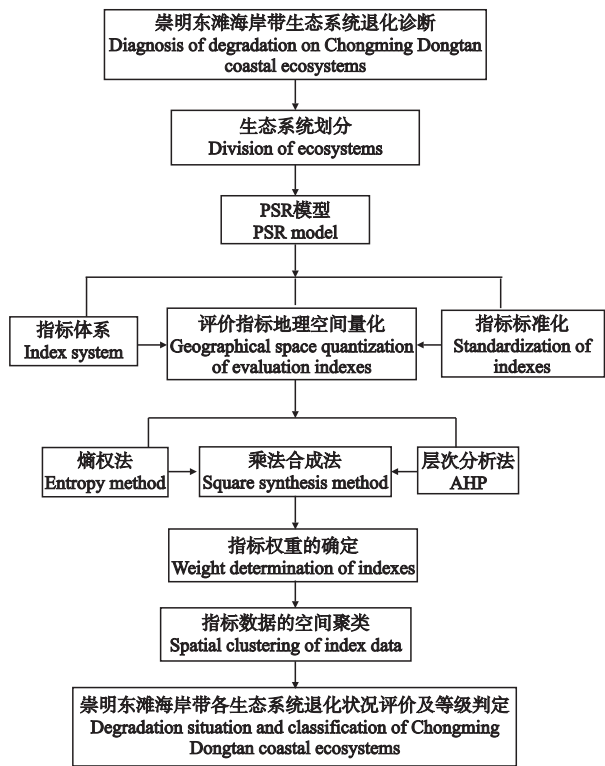 崇明东滩海岸带生态系统退化诊断
Diagnosis of degradation on Chongming Dongtan
coastal ecosystems
生态系统划分
Division of ecosystems
PSR模型
PSR model
指标体系
Index system
评价指标地理空间量化
Geographical space quantization
of evaluation indexes
指标标准化
Standardization of
indexes
熵权法
Entropy method
乘法合成法
Square synthesis method
层次分析法
AHP
指标权重的确定
Weight determination of indexes
指标数据的空间聚类
Spatial clustering of index data
崇明东滩海岸带各生态系统退化状况评价及等级判定
Degradation situation and classification of Chongming
Dongtan coastal ecosystems